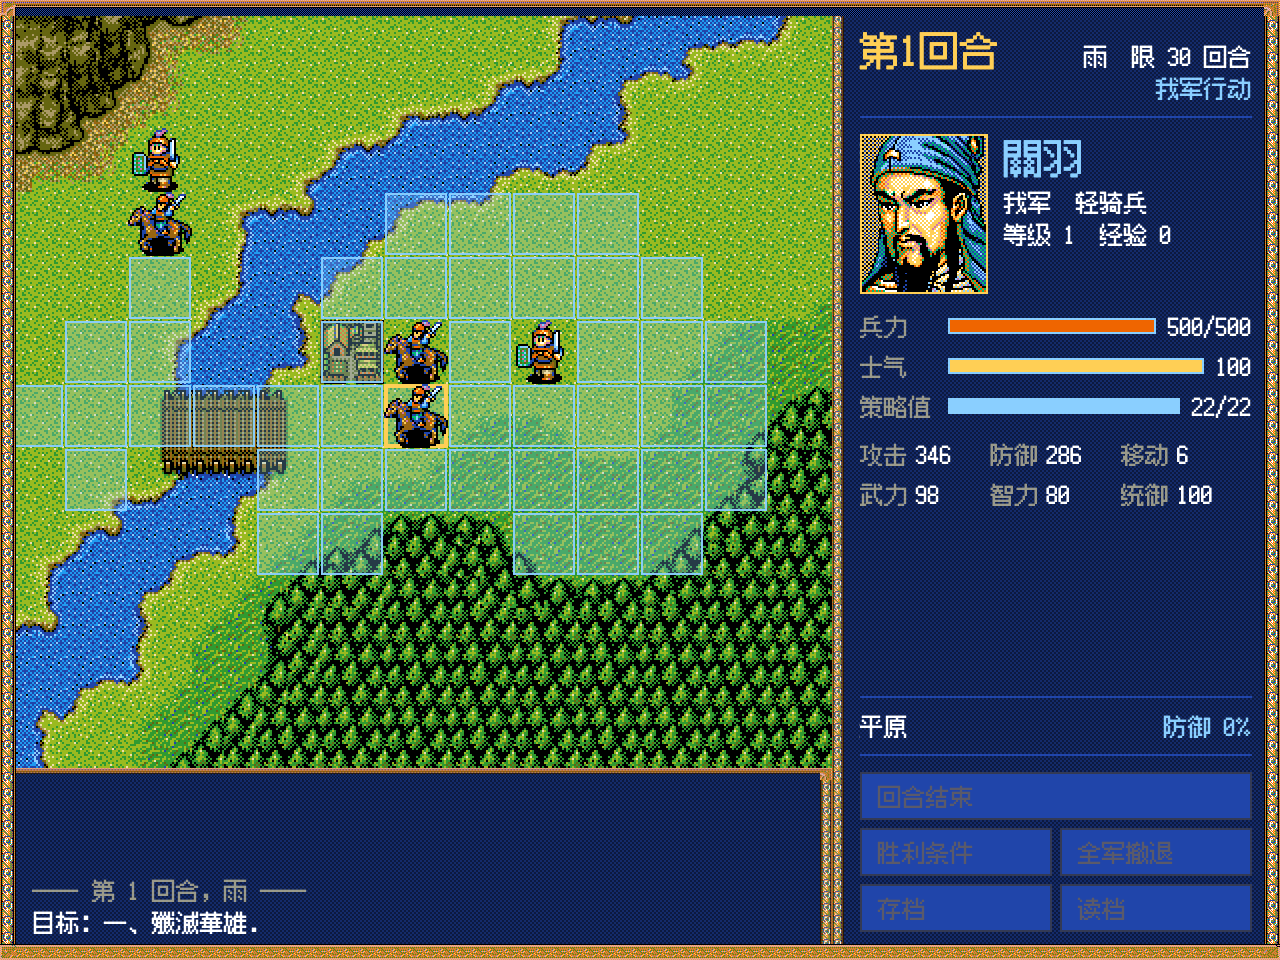 第1回合
雨 限 30 回合
我军行动
關羽
我军 轻骑兵
等级 1 经验 0
兵力 500/500
士气 100
策略值 22/22
攻击 346 防御 286 移动 6
武力 98 智力 80 统御 100
平原 防御 0%
回合结束
胜利条件 全军撤退
存档 读档
—— 第 1 回合，雨 ——
目标：一、殲滅華雄．